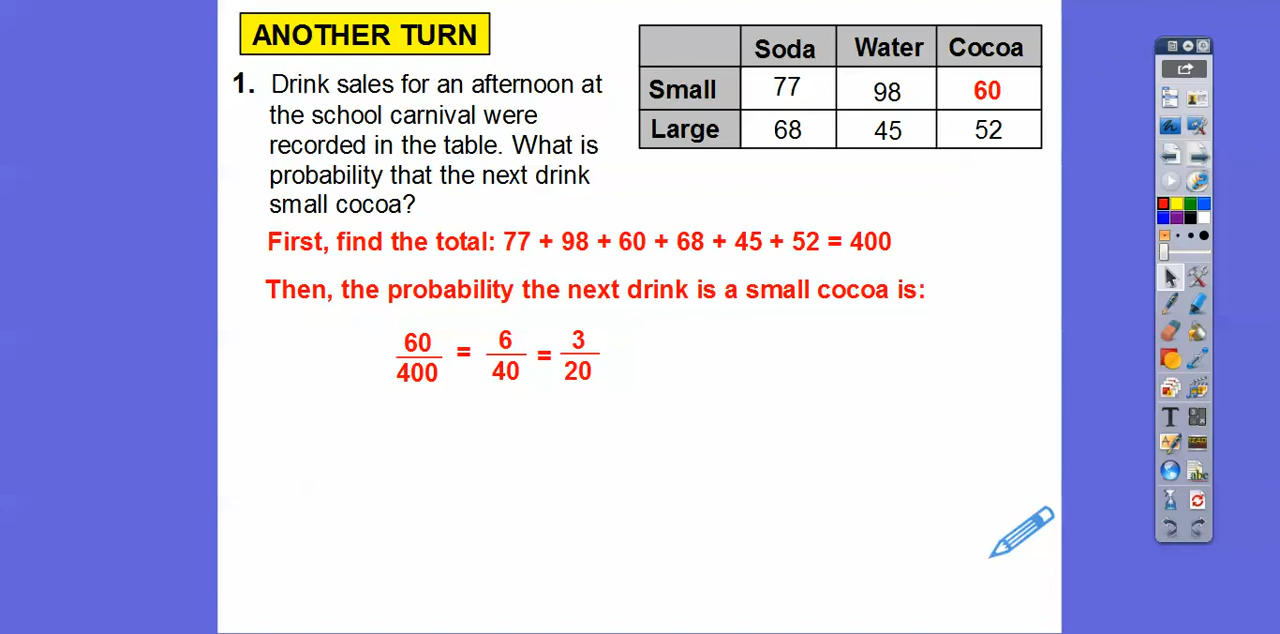 ANOTHER TURN
1. Drink sales for an afternoon at
the school carnival were
recorded in the table. What is
probability that the next drink
small cocoa?
Soda Water Cocoa
Small 77 98 60
Large 68 45 52
First, find the total: 77 + 98 + 60 + 68 + 45 + 52 = 400
Then, the probability the next drink is a small cocoa is:
60/400 = 6/40 = 3/20
T
abc